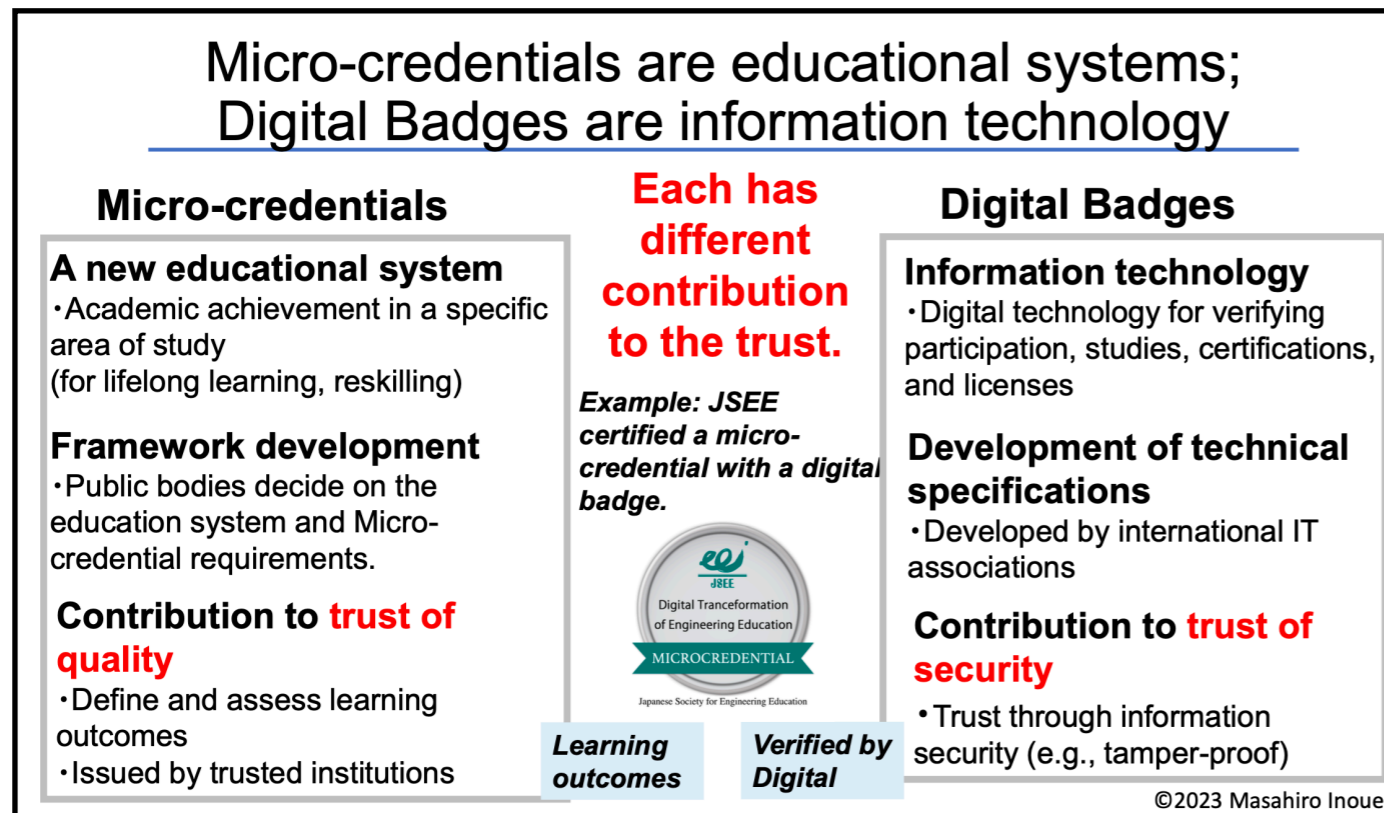 Micro-credentials are educational systems;
Digital Badges are information technology
Micro-credentials
A new educational system
・Academic achievement in a specific
area of study
(for lifelong learning, reskilling)
Framework development
・Public bodies decide on the
education system and Micro-
credential requirements.
Contribution to trust of
quality
・Define and assess learning
outcomes
・Issued by trusted institutions
Each has
different
contribution
to the trust.
Example: JSEE
certified a micro-
credential with a digital
badge.
JSEE
Digital Tranceformation
of Engineering Education
MICROCREDENTIAL
Japanese Society for Engineering Education
Learning
outcomes
Verified by
Digital
Digital Badges
Information technology
・Digital technology for verifying
participation, studies, certifications,
and licenses
Development of technical
specifications
・Developed by international IT
associations
Contribution to trust of
security
・Trust through information
security (e.g., tamper-proof)
©2023 Masahiro Inoue